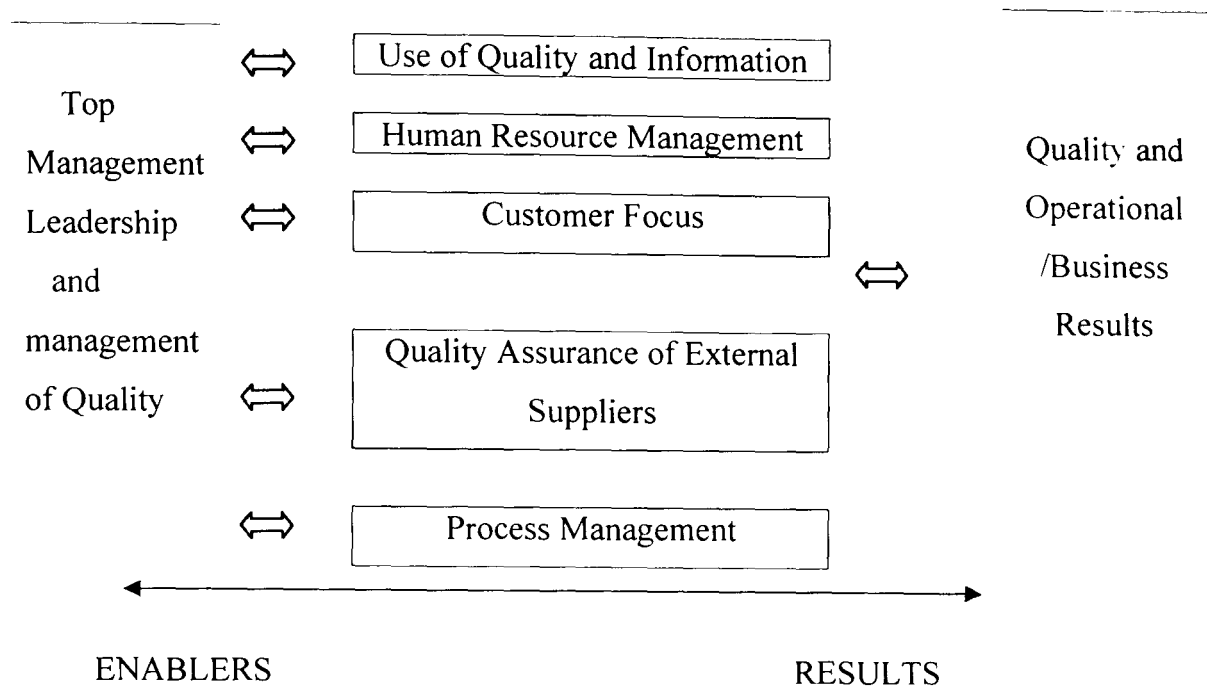 Top
Management
Leadership
and
management
of Quality
Use of Quality and Information
Human Resource Management
Customer Focus
Quality Assurance of External
Suppliers
Process Management
Quality and
Operational
/Business
Results
ENABLERS
RESULTS